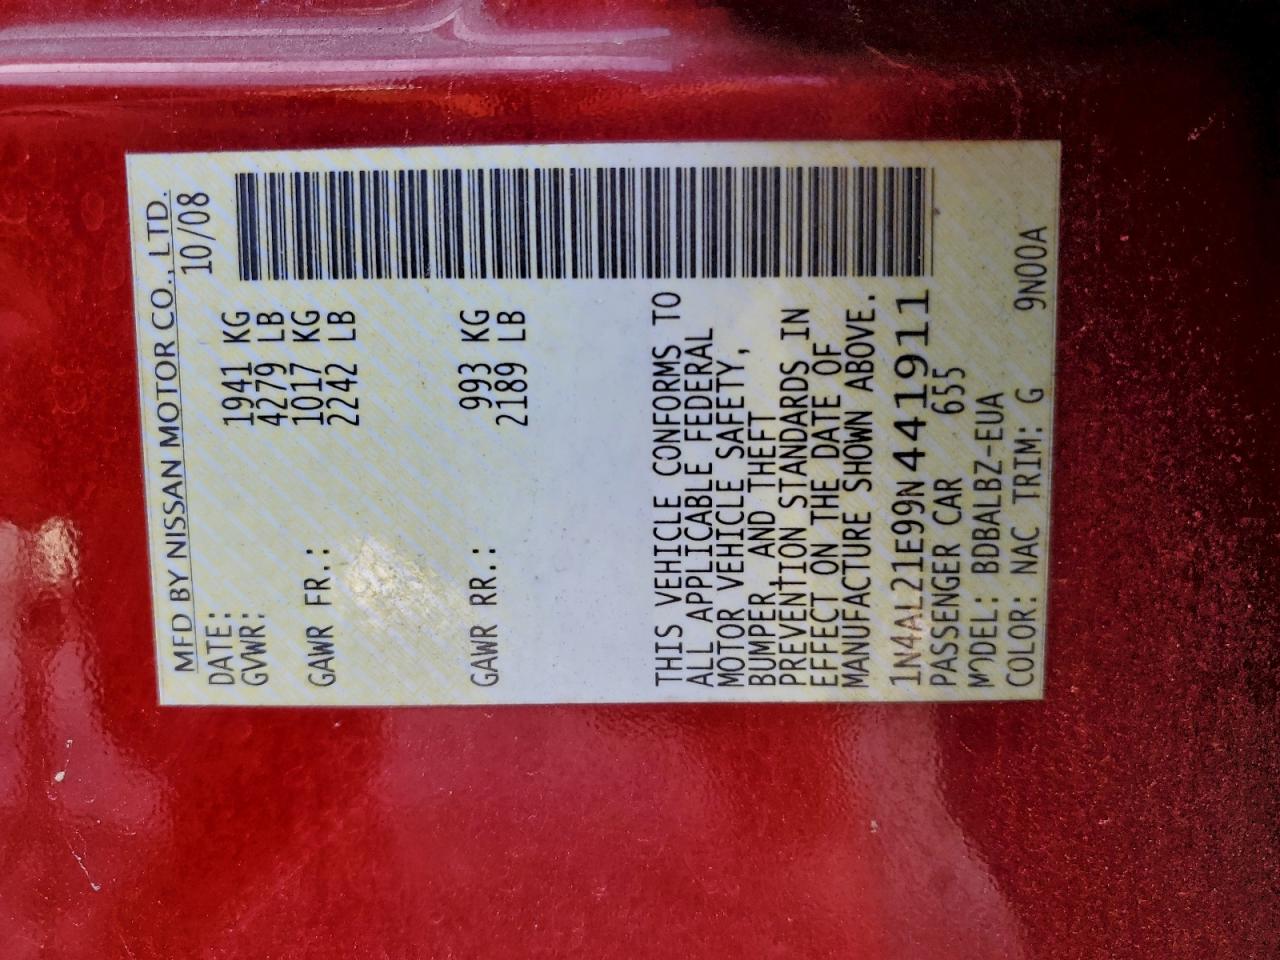 MFD BY NISSAN MOTOR CO., LTD.
DATE: 10/08
GVWR: 1941 KG
4279 LB
GAWR FR.: 1017 KG
2242 LB
GAWR RR.: 993 KG
2189 LB
THIS VEHICLE CONFORMS TO
ALL APPLICABLE FEDERAL
MOTOR VEHICLE SAFETY,
BUMPER, AND THEFT
PREVENTION STANDARDS IN
EFFECT ON THE DATE OF
MANUFACTURE SHOWN ABOVE.
1N4AL21E99N441911
PASSENGER CAR 655
MODEL: BDBALBZ-EUA
COLOR: NAC TRIM: G 9N00A